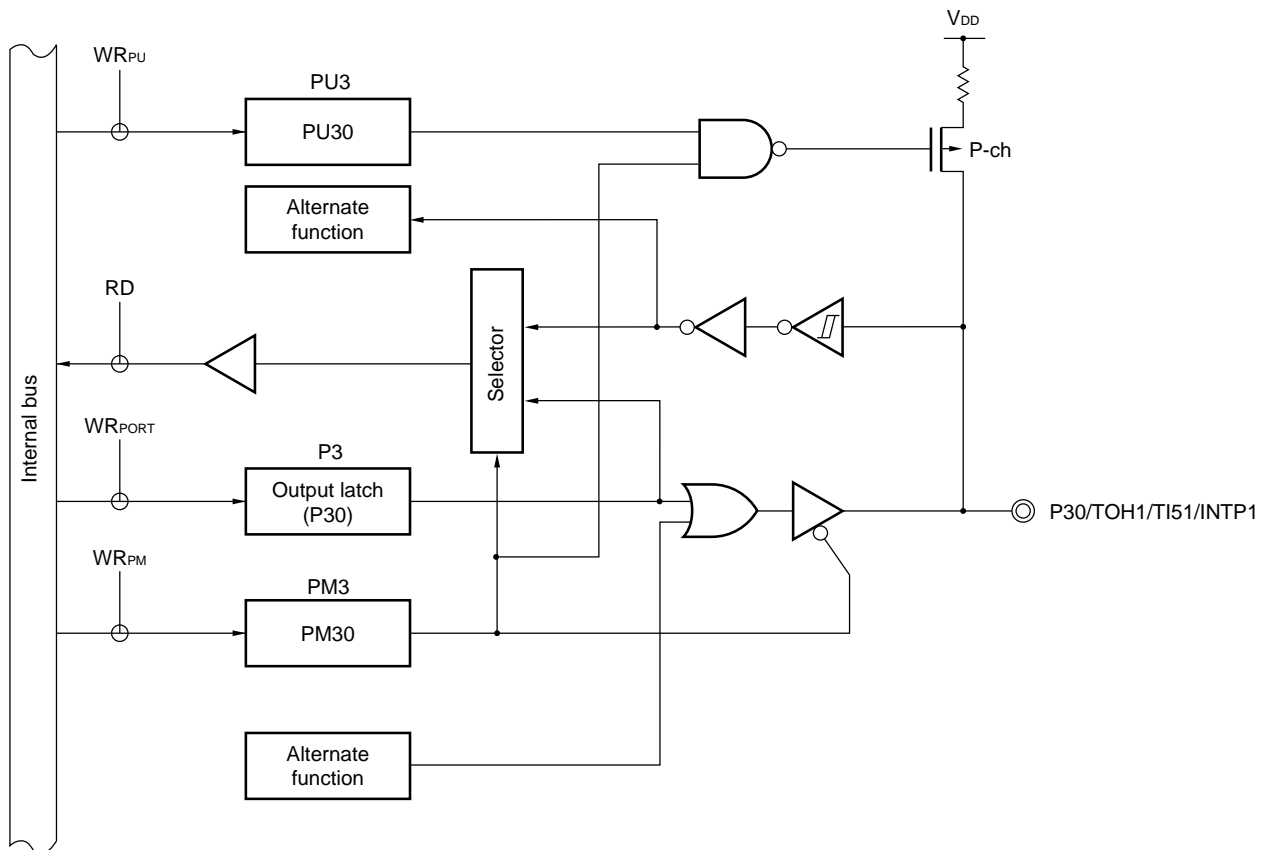 VDD
WRPU
PU3
PU30
P-ch
Alternate
function
RD
Selector
Internal bus
WRPORT
P3
Output latch
(P30)
P30/TOH1/TI51/INTP1
WRPM
PM3
PM30
Alternate
function